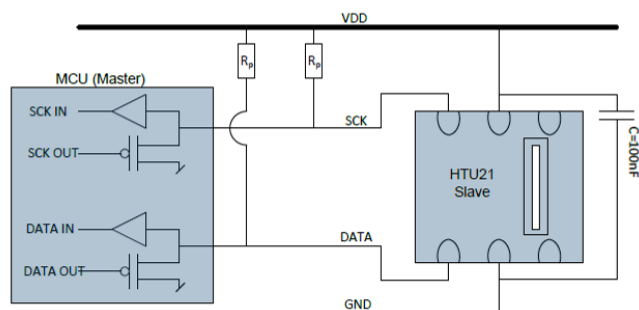 VDD
Rp
Rp
MCU (Master)
SCK IN
SCK OUT
SCK
DATA IN
DATA OUT
DATA
HTU21
Slave
C=100nF
GND